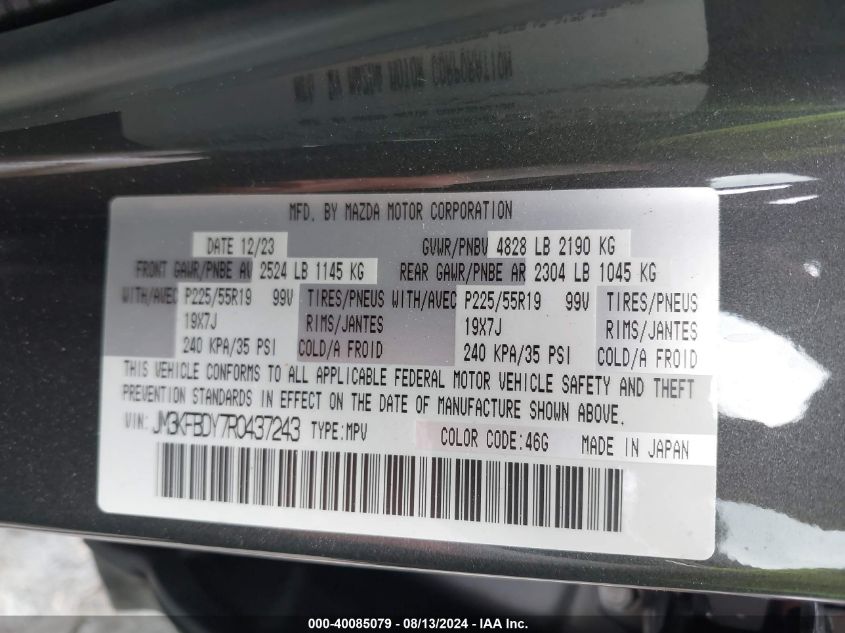 MFD. BY MAZDA MOTOR CORPORATION
DATE 12/23 GVWR/PNBV 4828 LB 2190 KG
FRONT GAWR/PNBE AV 2524 LB 1145 KG REAR GAWR/PNBE AR 2304 LB 1045 KG
WITH/AVEC P225/55R19 99V TIRES/PNEUS WITH/AVEC P225/55R19 99V TIRES/PNEUS
19X7J RIMS/JANTES 19X7J RIMS/JANTES
240 KPA/35 PSI COLD/A FROID 240 KPA/35 PSI COLD/A FROID
THIS VEHICLE CONFORMS TO ALL APPLICABLE FEDERAL MOTOR VEHICLE SAFETY AND THEFT
PREVENTION STANDARDS IN EFFECT ON THE DATE OF MANUFACTURE SHOWN ABOVE.
VIN: JM3KFBDY7R0437243 TYPE:MPV COLOR CODE:46G MADE IN JAPAN
000-40085079 - 08/13/2024 - IAA Inc.